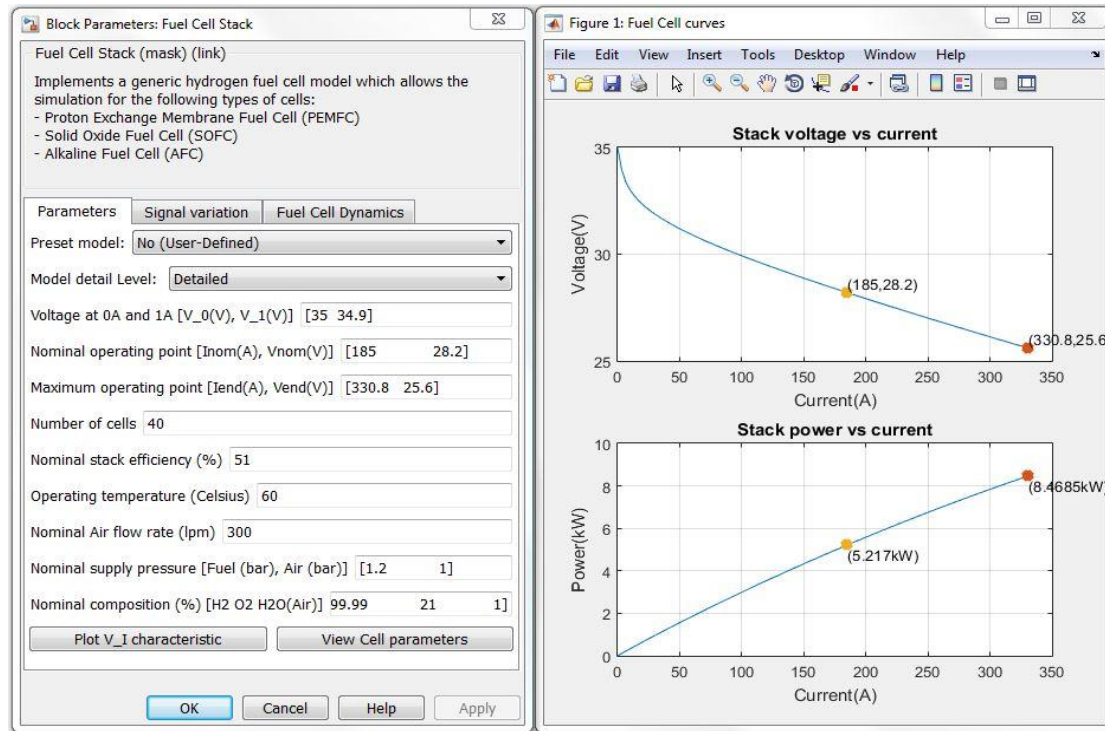 Block Parameters: Fuel Cell Stack
Fuel Cell Stack (mask) (link)
Implements a generic hydrogen fuel cell model which allows the
simulation for the following types of cells:
- Proton Exchange Membrane Fuel Cell (PEMFC)
- Solid Oxide Fuel Cell (SOFC)
- Alkaline Fuel Cell (AFC)
Parameters Signal variation Fuel Cell Dynamics
Preset model: No (User-Defined)
Model detail Level: Detailed
Voltage at 0A and 1A [V_0(V), V_1(V)] [35 34.9]
Nominal operating point [Inom(A), Vnom(V)] [185 28.2]
Maximum operating point [Iend(A), Vend(V)] [330.8 25.6]
Number of cells 40
Nominal stack efficiency (%) 51
Operating temperature (Celsius) 60
Nominal Air flow rate (lpm) 300
Nominal supply pressure [Fuel (bar), Air (bar)] [1.2 1]
Nominal composition (%) [H2 O2 H2O(Air)] 99.99 21 1]
Plot V_I characteristic View Cell parameters
OK Cancel Help Apply
Figure 1: Fuel Cell curves
File Edit View Insert Tools Desktop Window Help
Stack voltage vs current
35
30
25
Voltage(V)
(185,28.2)
(330.8,25.6
0 50 100 150 200 250 300 350
Current(A)
Stack power vs current
10
8
6
4
2
0
Power(kW)
(8.4685kW)
(5.217kW)
0 50 100 150 200 250 300 350
Current(A)